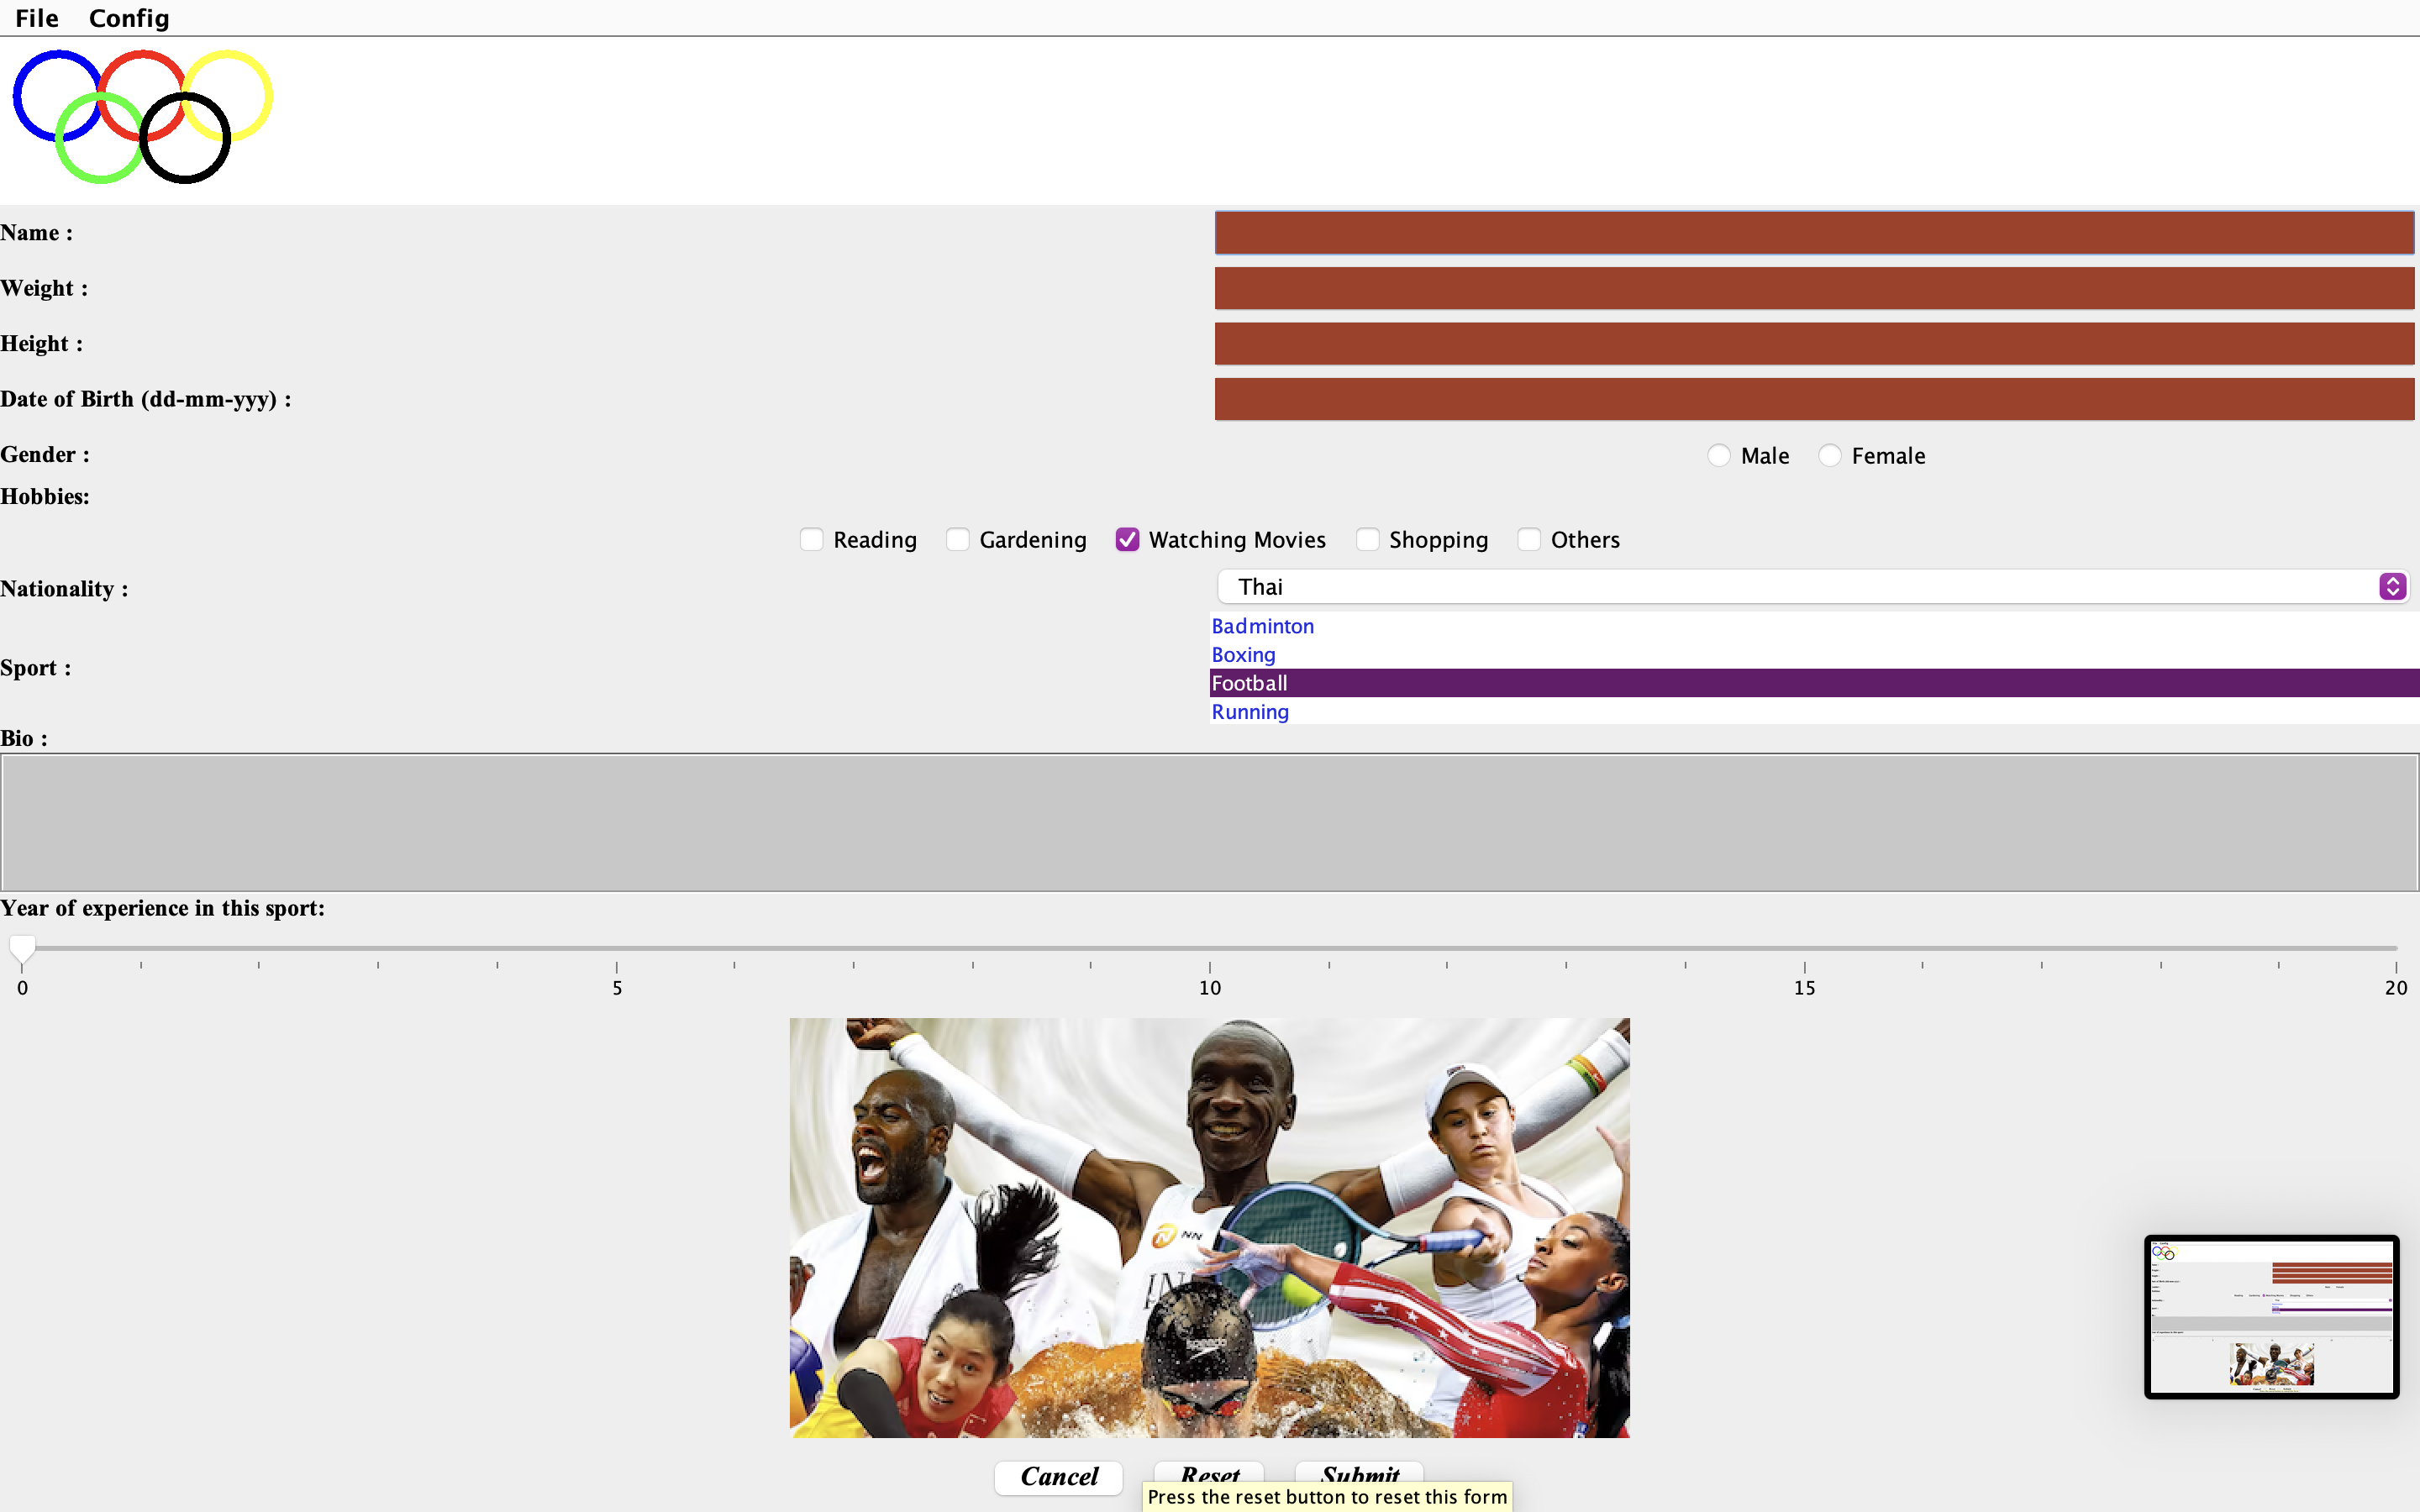 File Config
Name :
Weight :
Height :
Date of Birth (dd-mm-yyy) :
Gender : Male Female
Hobbies:
Reading Gardening Watching Movies Shopping Others
Nationality : Thai
Badminton
Boxing
Sport :
Football
Running
Bio :
Year of experience in this sport:
0 5 10 15 20
NN
speedo
Cancel Reset Submit
Press the reset button to reset this form